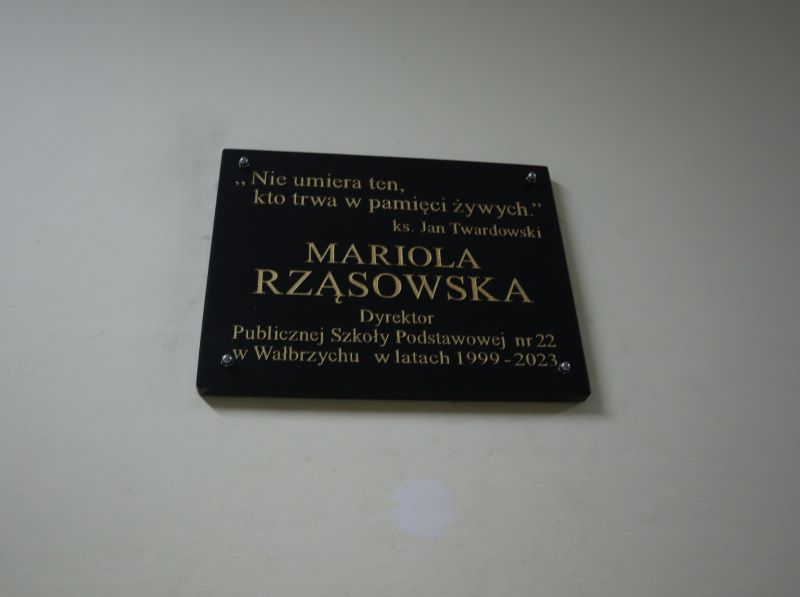 „Nie umiera ten,
kto trwa w pamięci żywych.”
ks. Jan Twardowski
MARIOLA
RZĄSOWSKA
Dyrektor
Publicznej Szkoły Podstawowej nr 22
w Wałbrzychu w latach 1999-2023